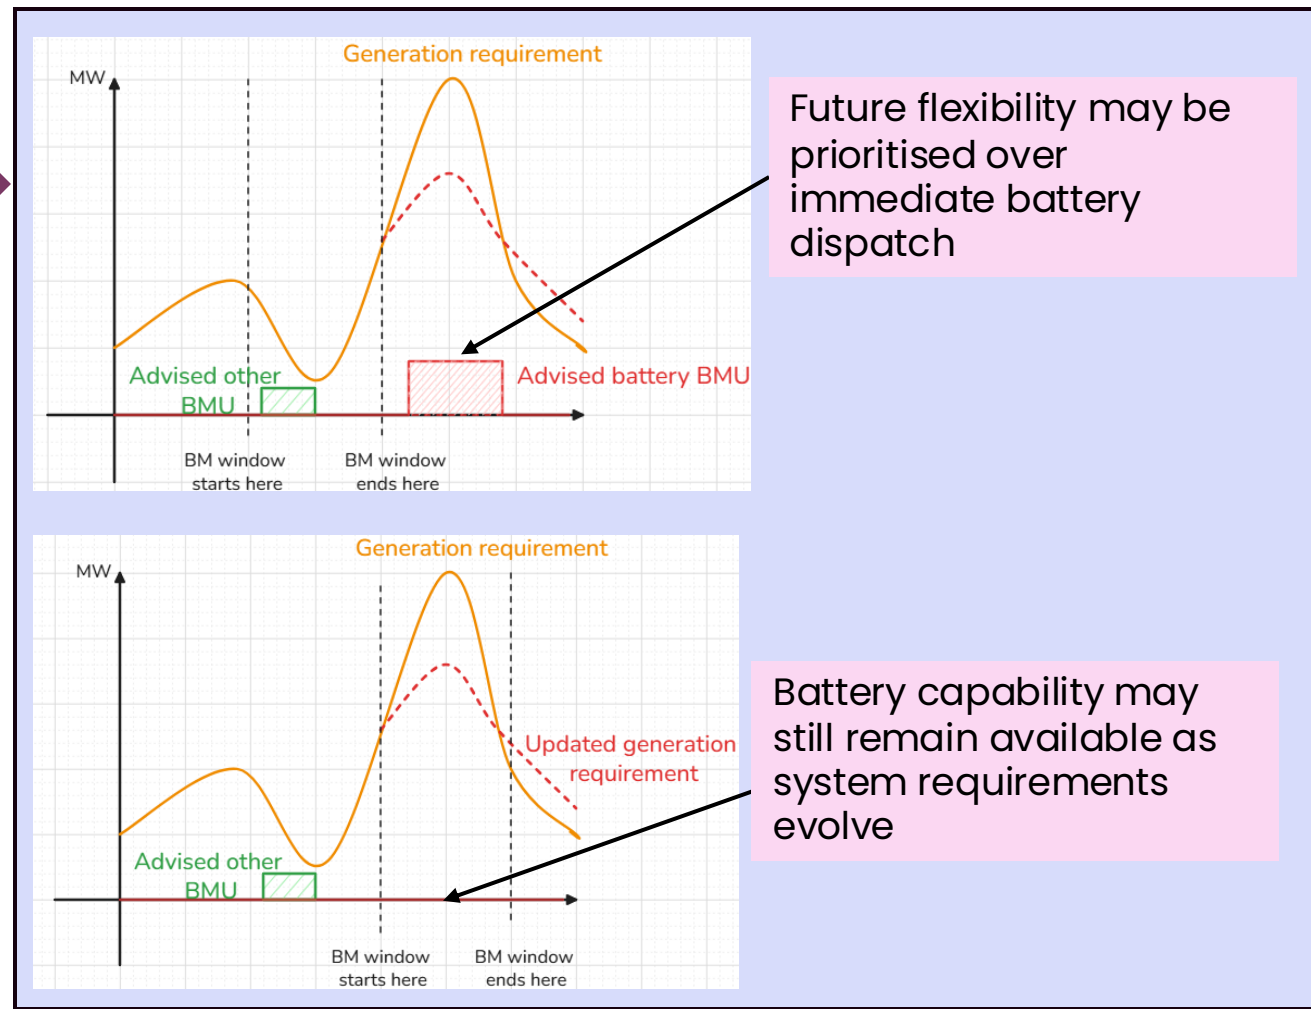 Generation requirement
MW
Future flexibility may be
prioritised over
immediate battery
dispatch
Advised other
BMU
Advised battery BMU
BM window
starts here
BM window
ends here
Generation requirement
MW
Updated generation
requirement
Battery capability may
still remain available as
system requirements
evolve
Advised other
BMU
BM window
starts here
BM window
ends here